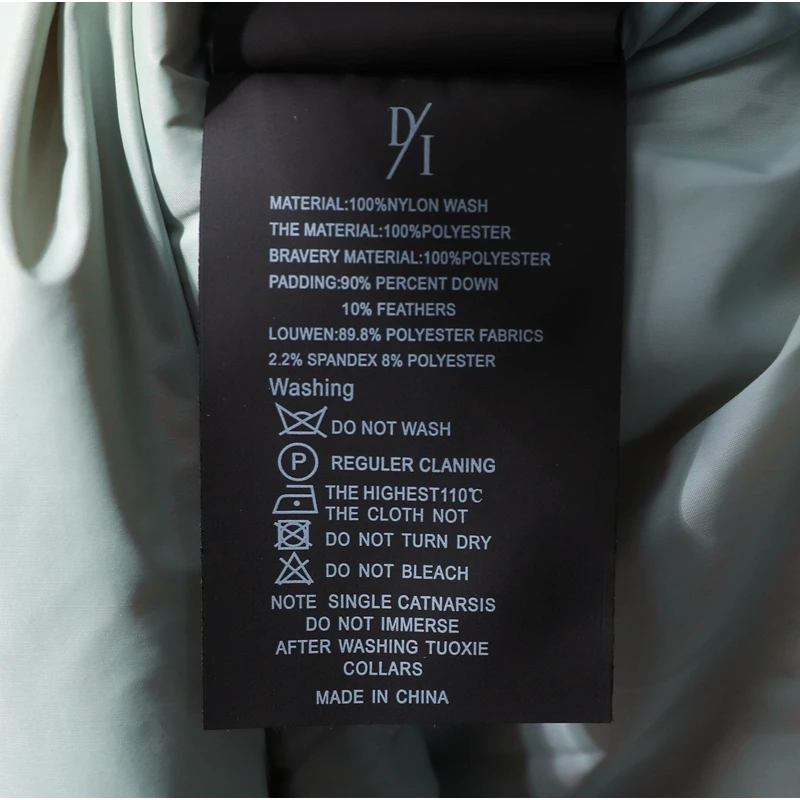 D/I
MATERIAL:100%NYLON WASH
THE MATERIAL:100%POLYESTER
BRAVERY MATERIAL:100%POLYESTER
PADDING:90% PERCENT DOWN
10% FEATHERS
LOUWEN:89.8% POLYESTER FABRICS
2.2% SPANDEX 8% POLYESTER
Washing
DO NOT WASH
P REGULER CLANING
THE HIGHEST110℃
THE CLOTH NOT
DO NOT TURN DRY
DO NOT BLEACH
NOTE SINGLE CATNARSIS
DO NOT IMMERSE
AFTER WASHING TUOXIE
COLLARS
MADE IN CHINA